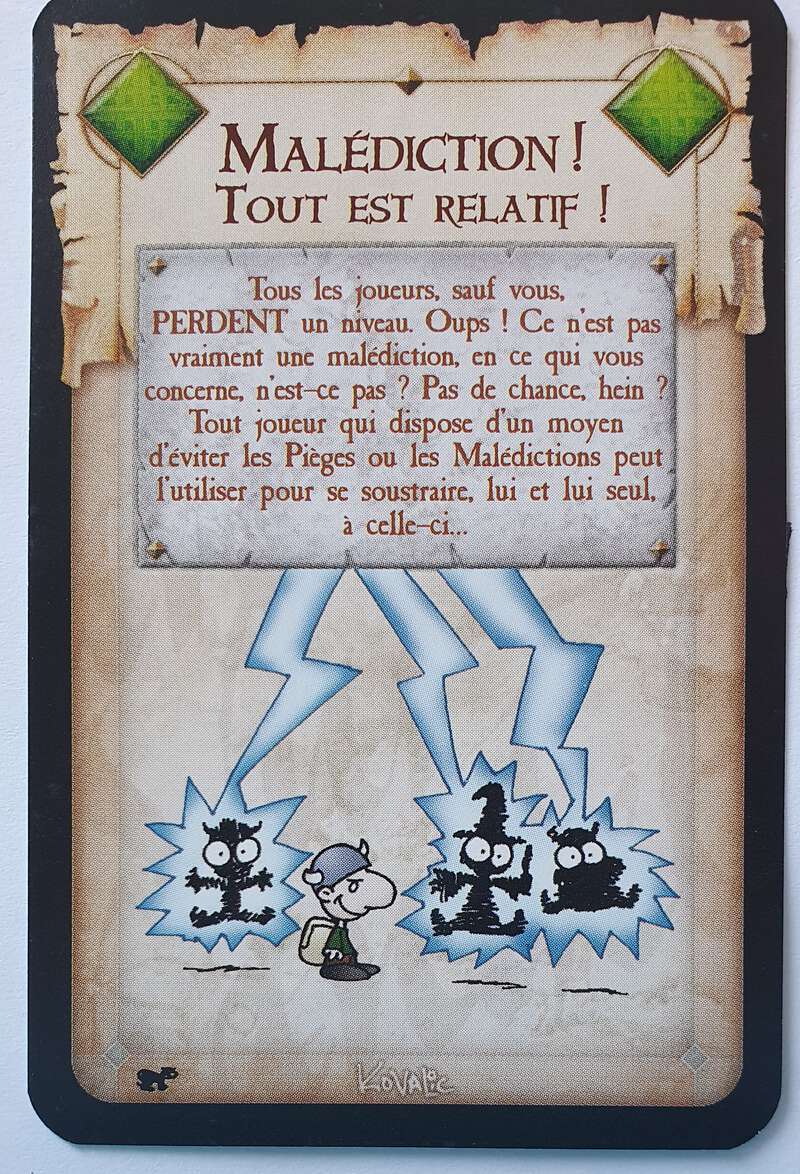 Malédiction !
Tout est relatif !
Tous les joueurs, sauf vous,
PERDENT un niveau. Oups ! Ce n'est pas
vraiment une malédiction, en ce qui vous
concerne, n'est-ce pas ? Pas de chance, hein ?
Tout joueur qui dispose d'un moyen
d'éviter les Pièges ou les Malédictions peut
l'utiliser pour se soustraire, lui et lui seul,
à celle-ci...
KOVALIC